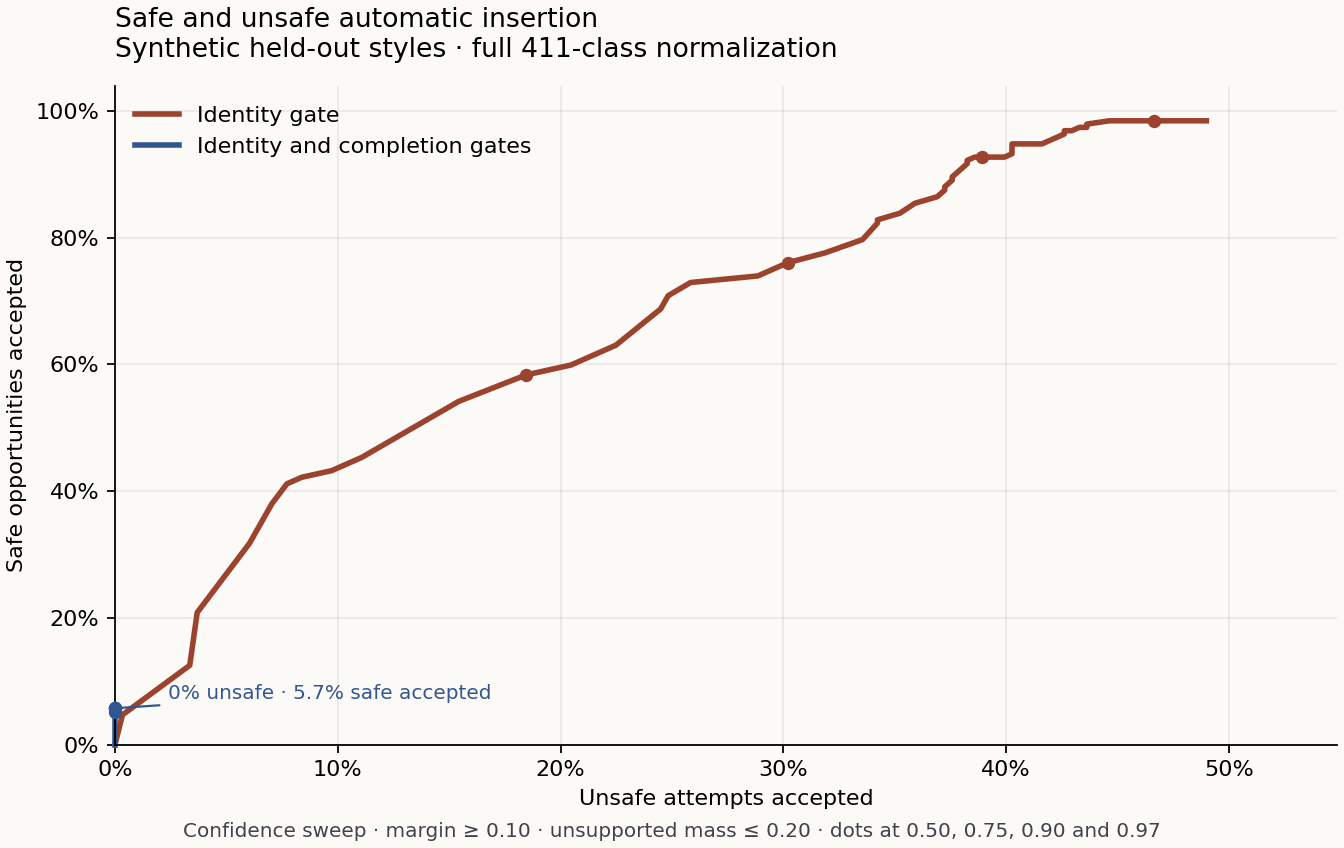 Safe and unsafe automatic insertion
Synthetic held-out styles · full 411-class normalization
Identity gate
Identity and completion gates
Safe opportunities accepted
100%
80%
60%
40%
20%
0%
0% unsafe · 5.7% safe accepted
0%
10%
20%
30%
40%
50%
Unsafe attempts accepted
Confidence sweep · margin ≥ 0.10 · unsupported mass ≤ 0.20 · dots at 0.50, 0.75, 0.90 and 0.97